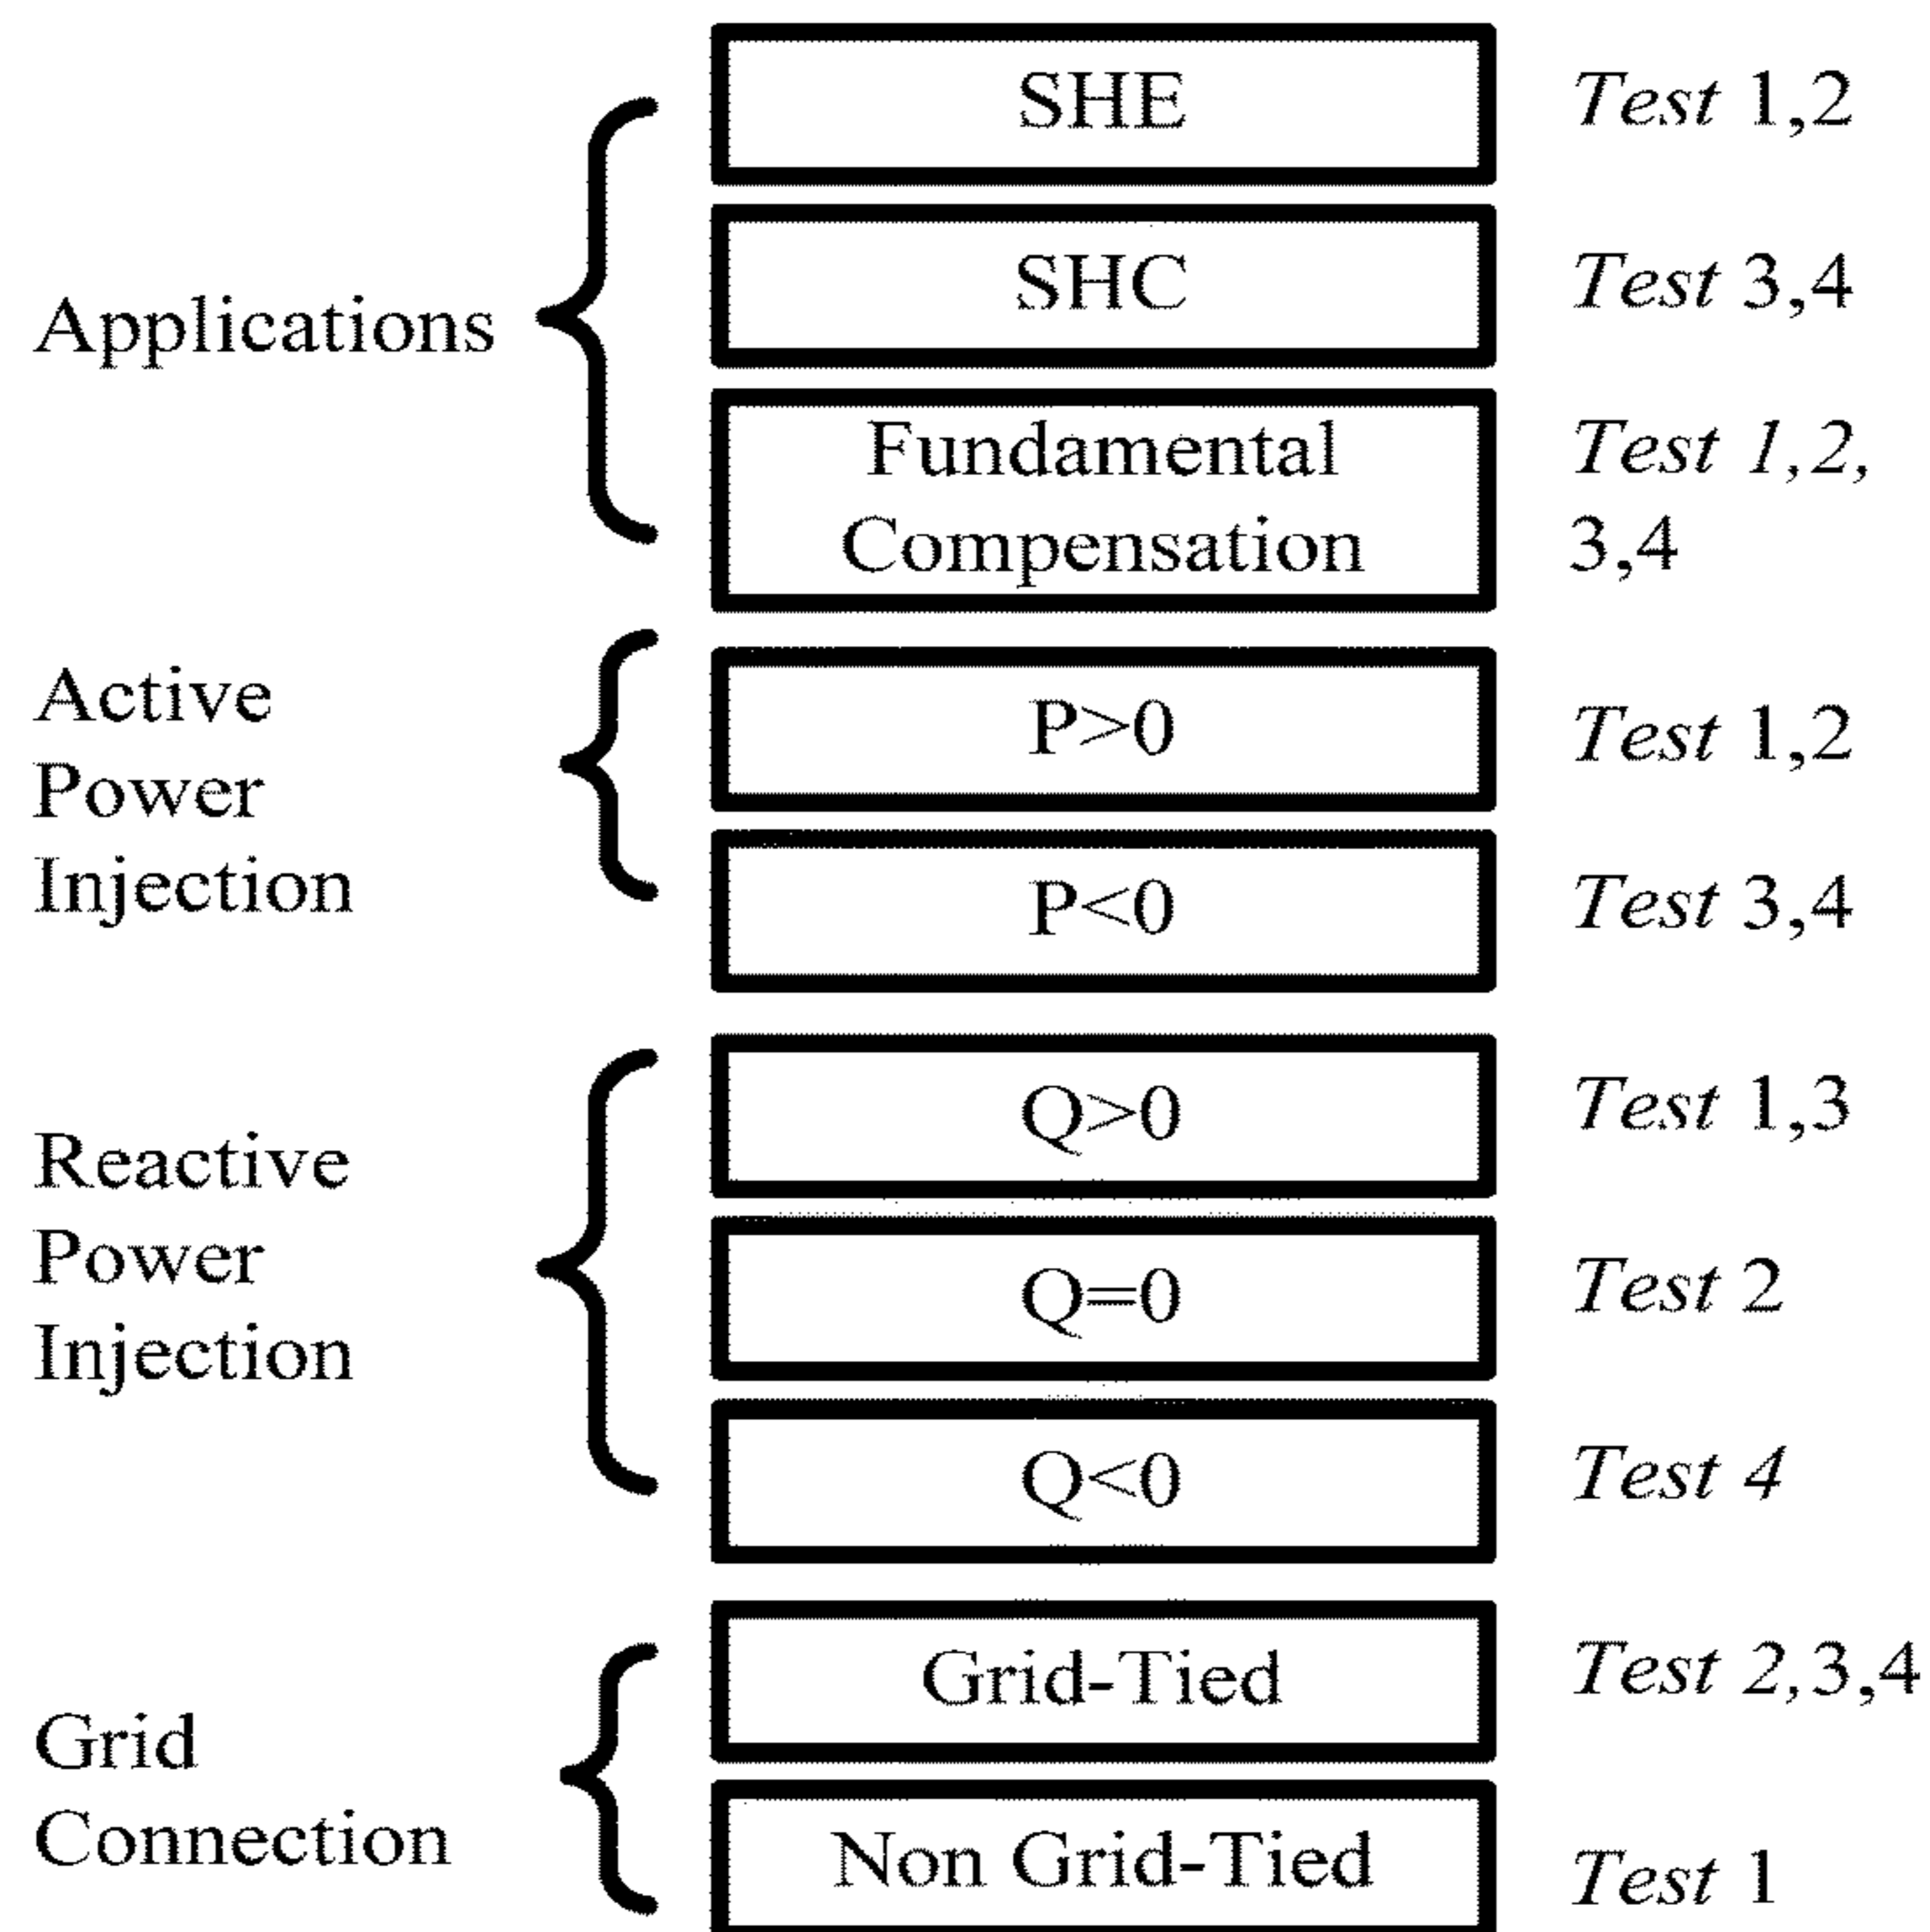 SHE
Test 1,2
SHC
Test 3,4
Applications
Fundamental
Compensation
Test 1,2,
3,4
Active
Power
Injection
P>0
Test 1,2
P<0
Test 3,4
Reactive
Power
Injection
Q>0
Test 1,3
Q=0
Test 2
Q<0
Test 4
Grid
Connection
Grid-Tied
Test 2,3,4
Non Grid-Tied
Test 1